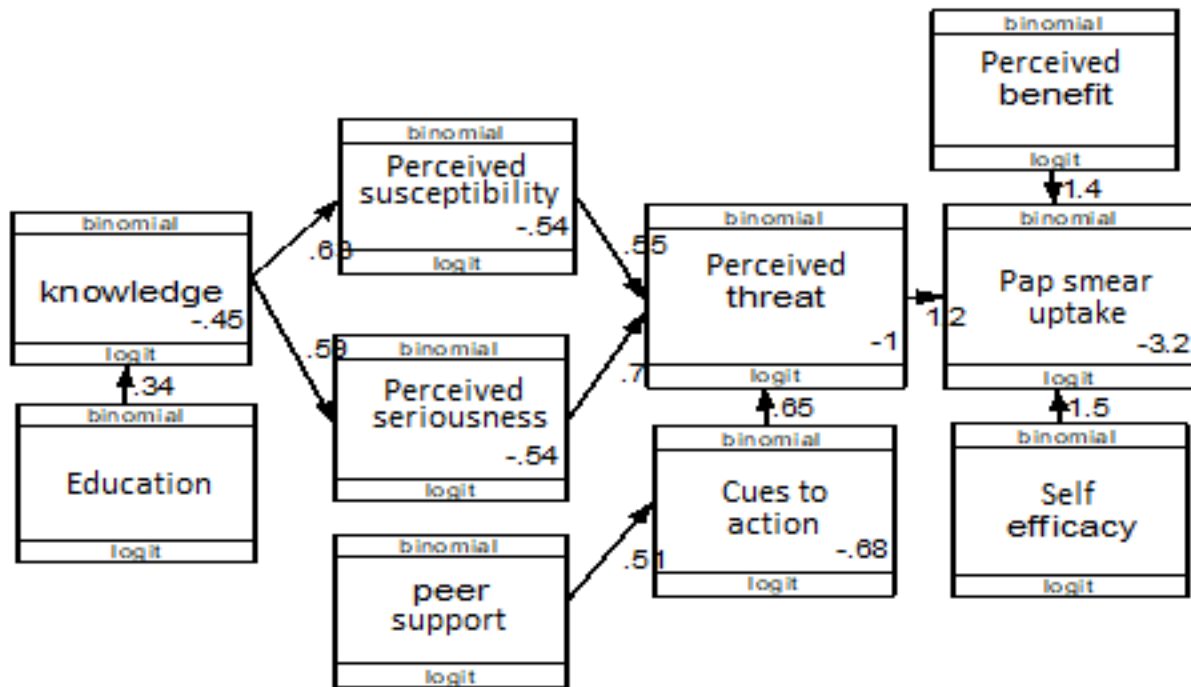 binomial
Perceived
benefit
logit
1.4
binomial
Perceived
susceptibility
-.54
logit
binomial
knowledge
-.45
logit
.34
binomial
Education
logit
.59
binomial
Perceived
seriousness
-.54
logit
binomial
peer
support
logit
.55
.7
.51
binomial
Perceived
threat
-1
logit
.65
binomial
Cues to
action
-.68
logit
1.2
binomial
Pap smear
uptake
-3.2
logit
1.5
binomial
Self
efficacy
logit